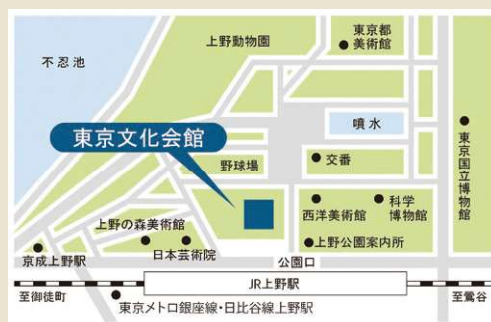 上野動物園
東京都
美術館
不忍池
噴水
東京文化会館
野球場
交番
東京国立博物館
西洋美術館
科学
博物館
上野の森美術館
日本芸術院
上野公園案内所
京成上野駅
公園口
JR上野駅
至御徒町
至鶯谷
東京メトロ銀座線・日比谷線上野駅